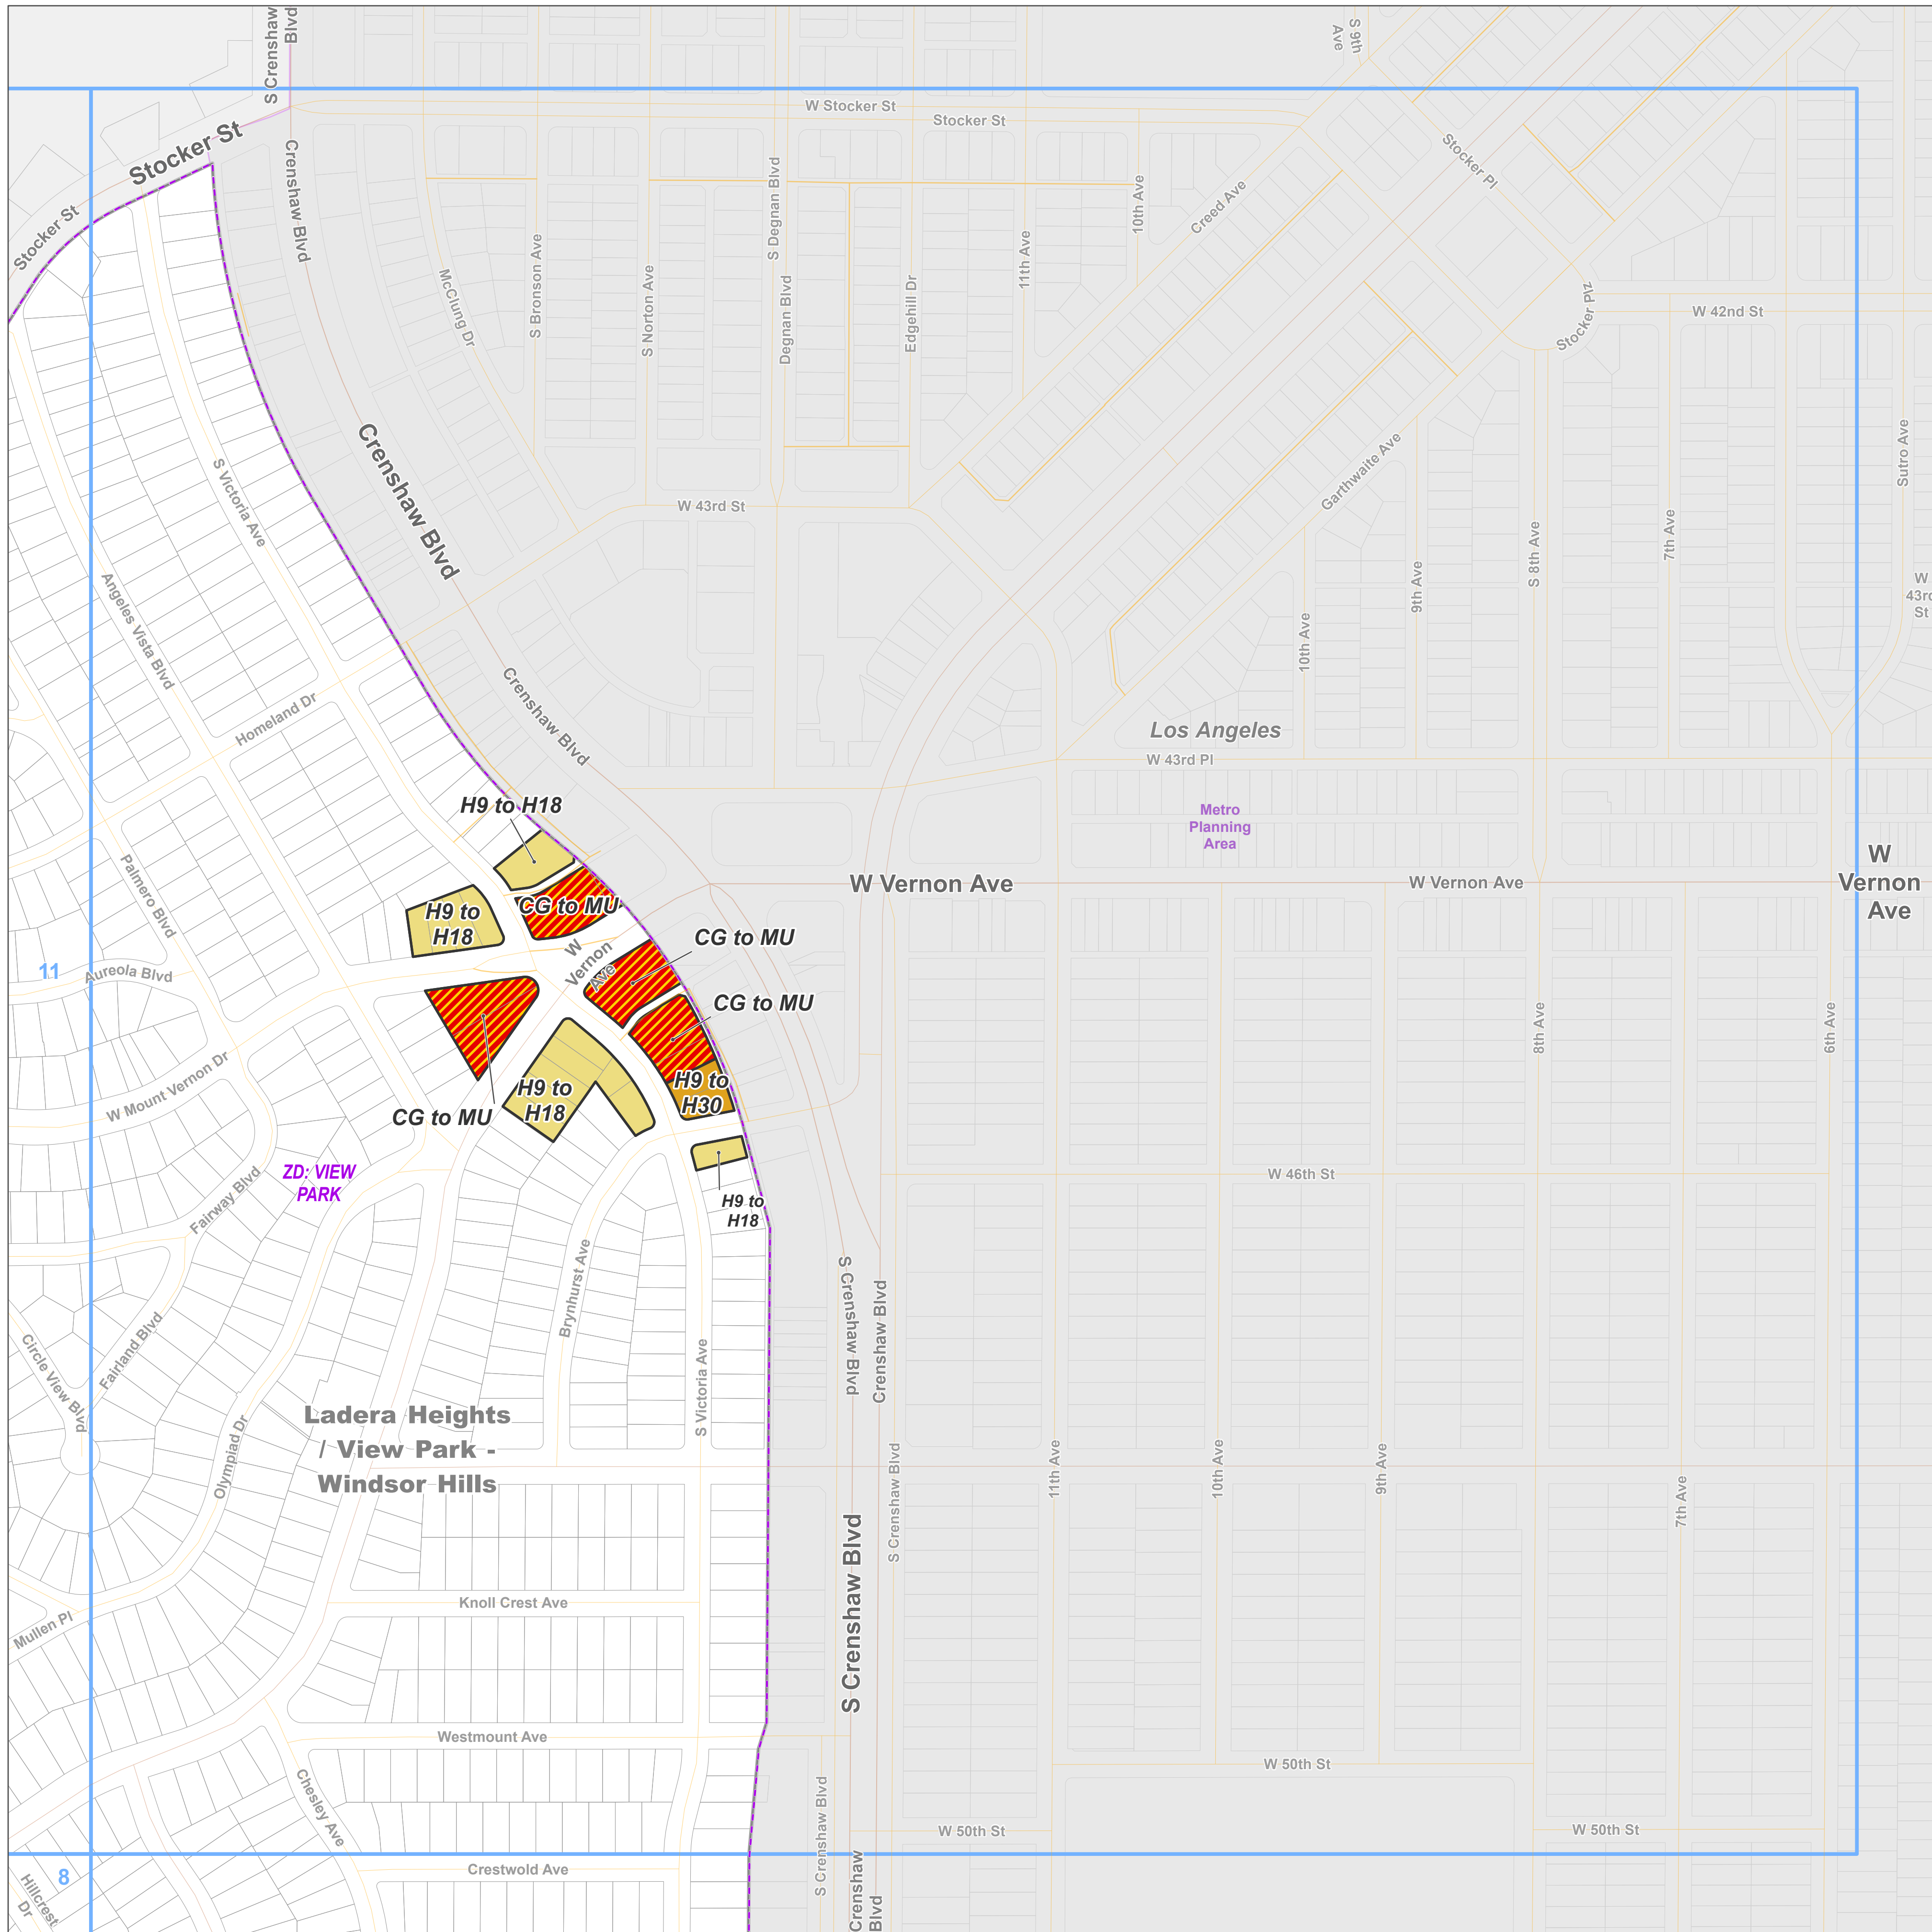 S Crenshaw
Blvd
S 9th
Ave
W Stocker St
Stocker St
Stocker St
Stocker St
Crenshaw Blvd
McClung Dr
S Bronson Ave
S Norton Ave
S Degnan Blvd
Degnan Blvd
Edgehill Dr
11th Ave
10th Ave
Creed Ave
Stocker Pl
Stocker Plz
W 42nd St
Sutro Ave
Crenshaw Blvd
S Victoria Ave
W 43rd St
Garthwaite Ave
10th Ave
9th Ave
S 8th Ave
7th Ave
W
43rd
St
Angeles Vista Blvd
Homeland Dr
Crenshaw Blvd
Los Angeles
W 43rd Pl
Metro
Planning
Area
H9 to H18
Palmero Blvd
H9 to
H18
CG to MU
W Vernon Ave
W Vernon Ave
W
Vernon
Ave
W
Vernon
Ave
CG to MU
CG to MU
11
Aureola Blvd
W Mount Vernon Dr
CG to MU
H9 to
H18
H9 to
H30
8th Ave
6th Ave
ZD: VIEW
PARK
Fairway Blvd
H9 to
H18
W 46th St
Brynhurst Ave
S Crenshaw Blvd
Crenshaw Blvd
Circle View Blvd
Fairland Blvd
Olympiad Dr
S Victoria Ave
Ladera Heights
/ View Park -
Windsor Hills
S Crenshaw Blvd
11th Ave
10th Ave
9th Ave
7th Ave
S Crenshaw Blvd
Knoll Crest Ave
Mullen Pl
Westmount Ave
Chesley Ave
W 50th St
S Crenshaw Blvd
W 50th St
W 50th St
8
Crestwold Ave
Hillcrest
Dr
Crenshaw
Blvd